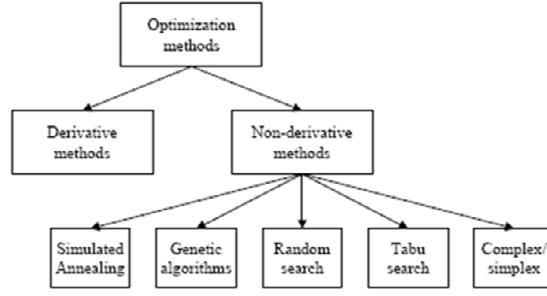 Optimization
methods
Derivative
methods
Non-derivative
methods
Simulated
Annealing
Genetic
algorithms
Random
search
Tabu
search
Complex/
simplex